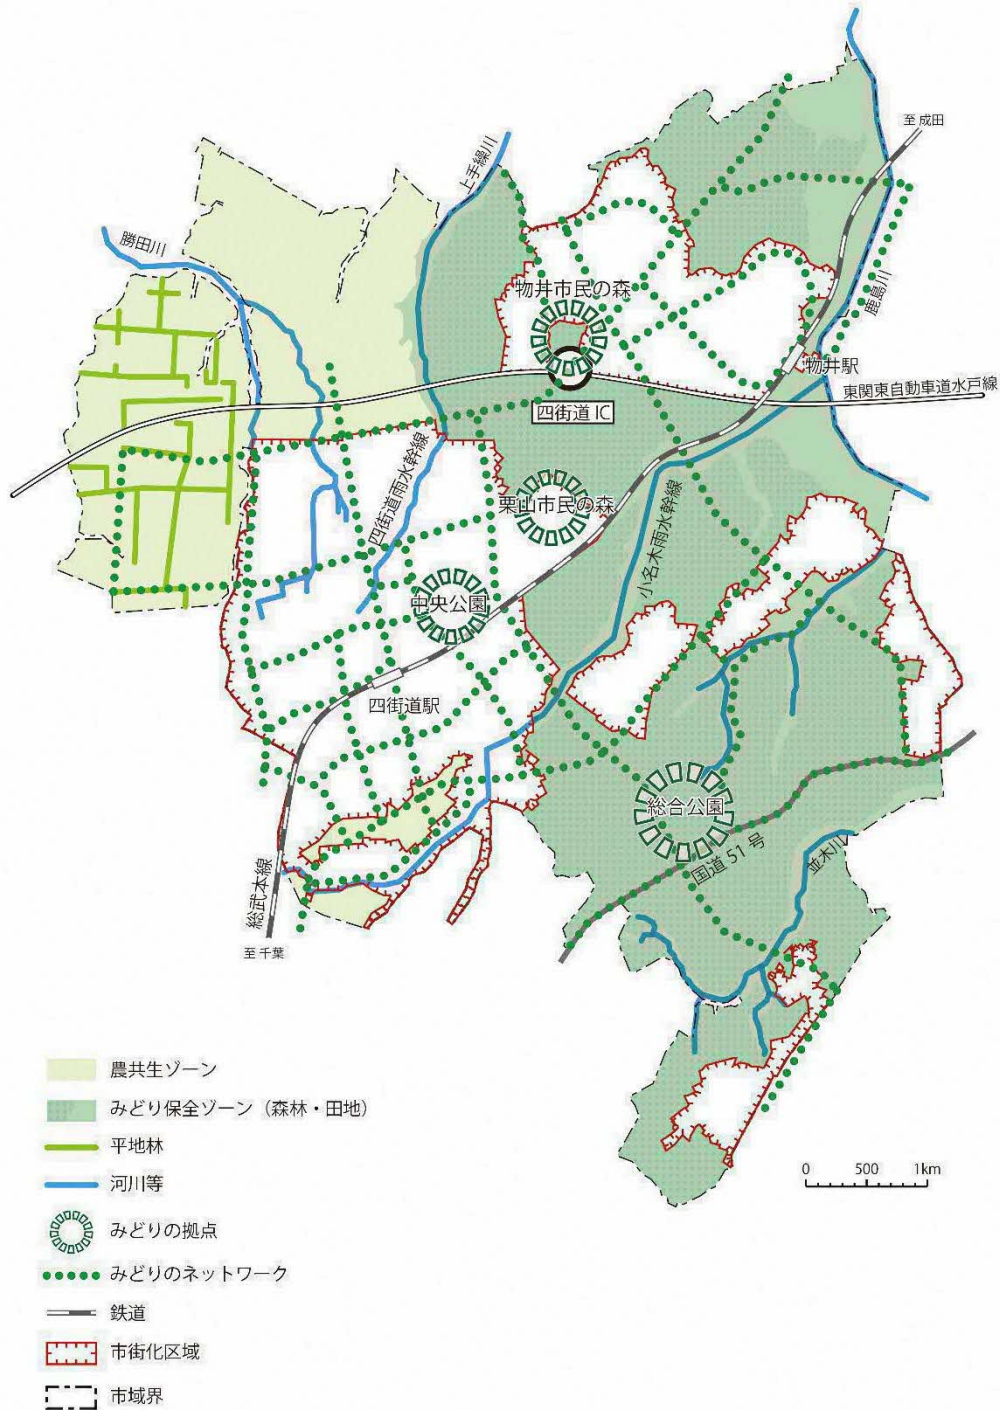 至 成田
上手繰川
勝田川
物井市民の森
鹿島川
物井駅
東関東自動車道水戸線
四街道 IC
四街道雨水幹線
栗山市民の森
小名木雨水幹線
中央公園
四街道駅
総合公園
国道 51 号
並木川
総武本線
至 千葉
農共生ゾーン
みどり保全ゾーン（森林・田地）
平地林
河川等
みどりの拠点
みどりのネットワーク
鉄道
市街化区域
市域界
0 500 1km